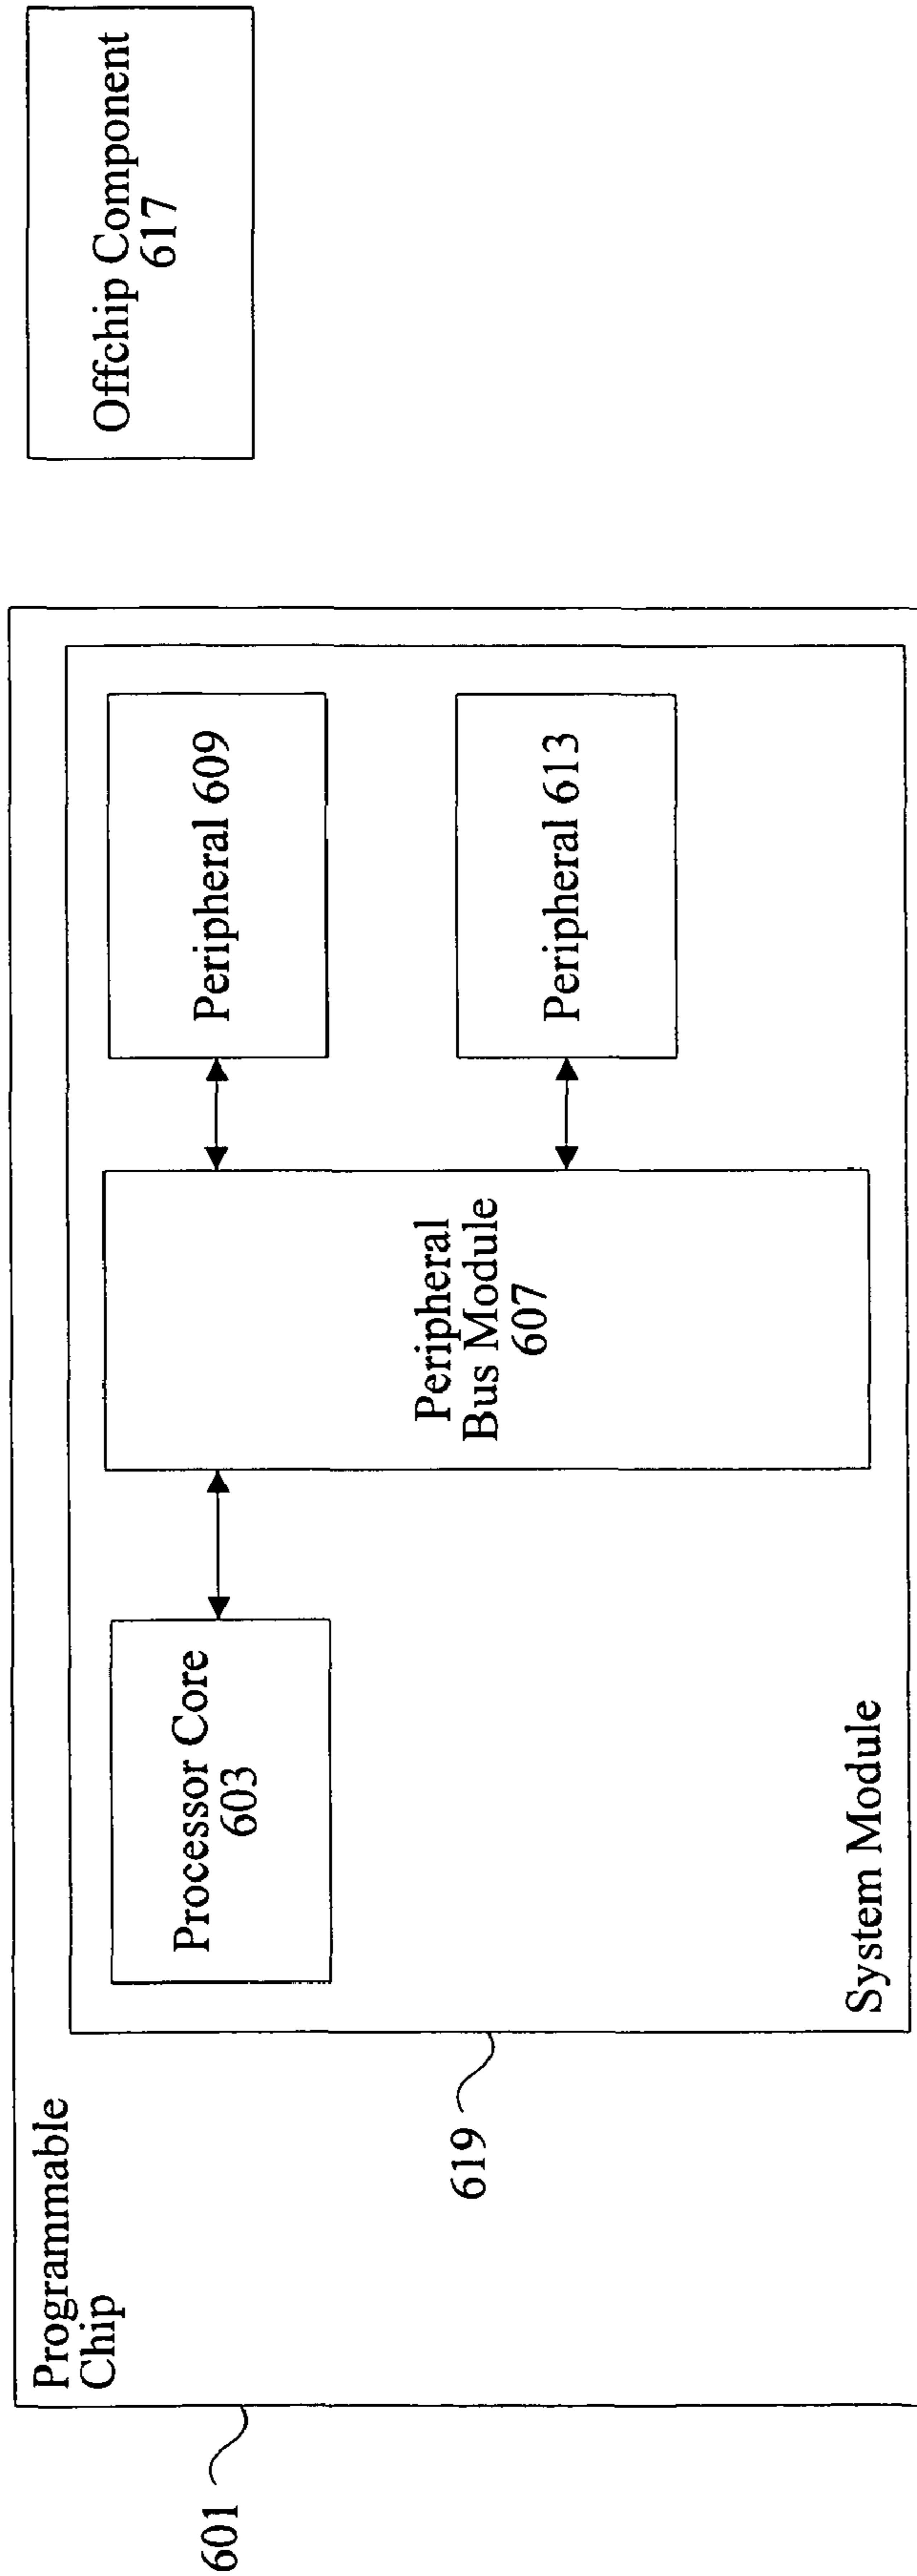 Programmable
Chip
601
619
System Module
Processor Core
603
Peripheral
Bus Module
607
Peripheral 609
Peripheral 613
Offchip Component
617